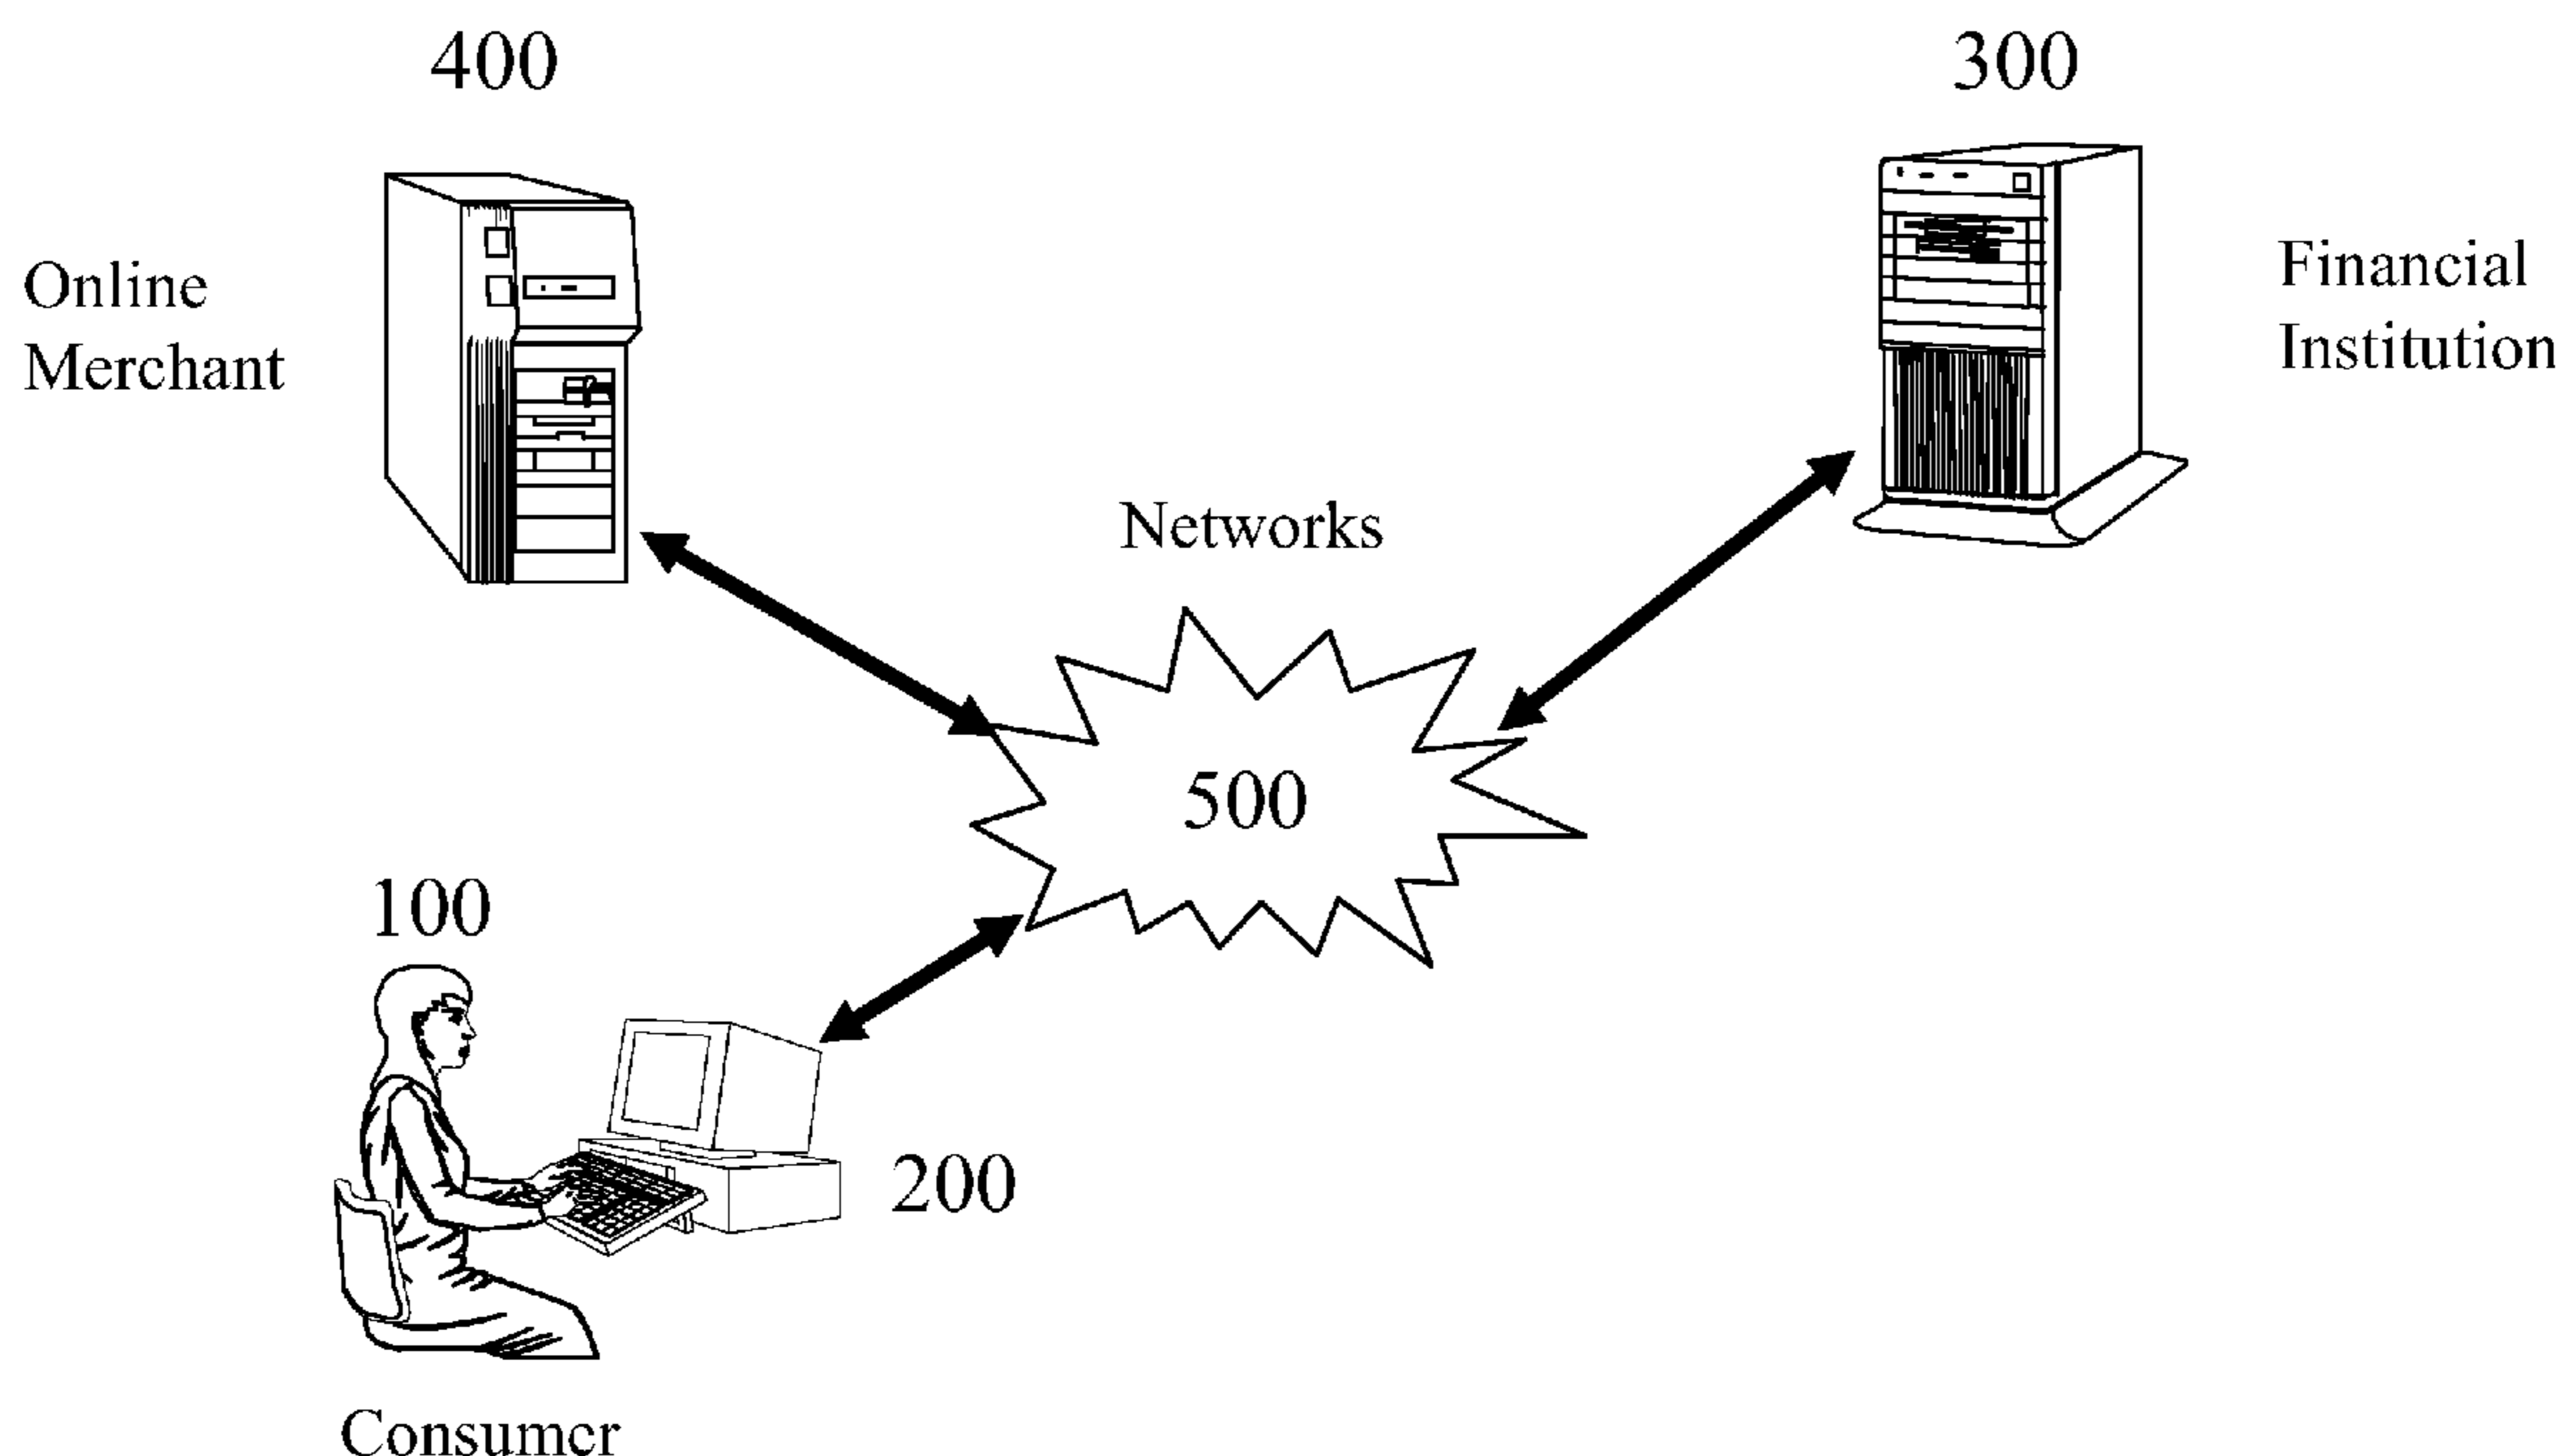 400
300
Online
Merchant
Financial
Institution
Networks
500
100
200
Consumer